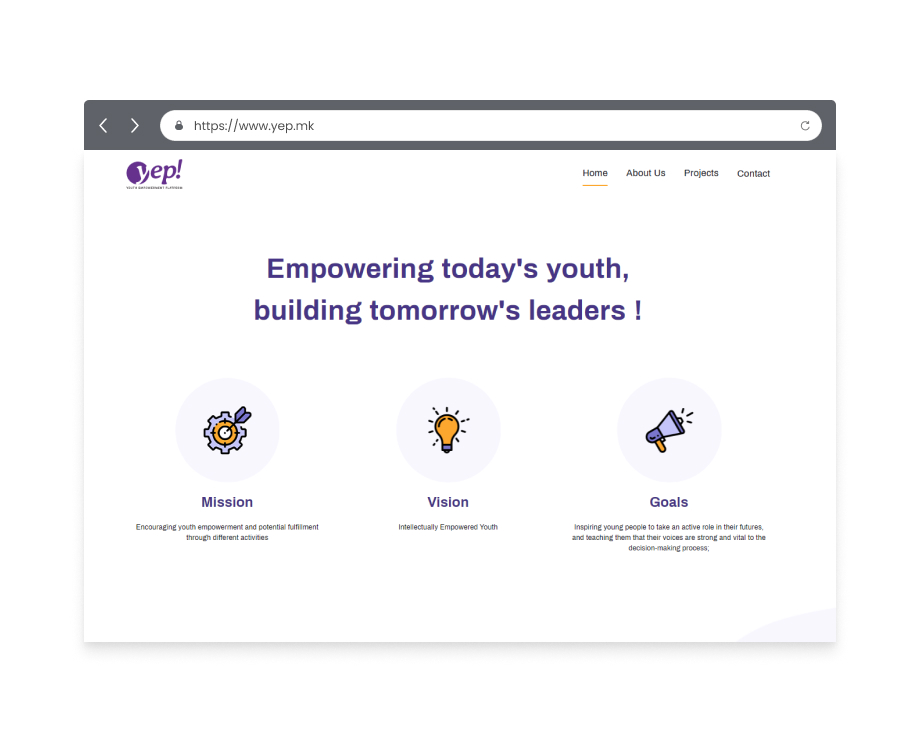 https://www.yep.mk
yep!
YOUTH EMPOWERMENT PLATFORM
Home About Us Projects Contact
Empowering today's youth,
building tomorrow's leaders !
Mission
Encouraging youth empowerment and potential fulfillment
through different activities
Vision
Intellectually Empowered Youth
Goals
Inspiring young people to take an active role in their futures,
and teaching them that their voices are strong and vital to the
decision-making process;